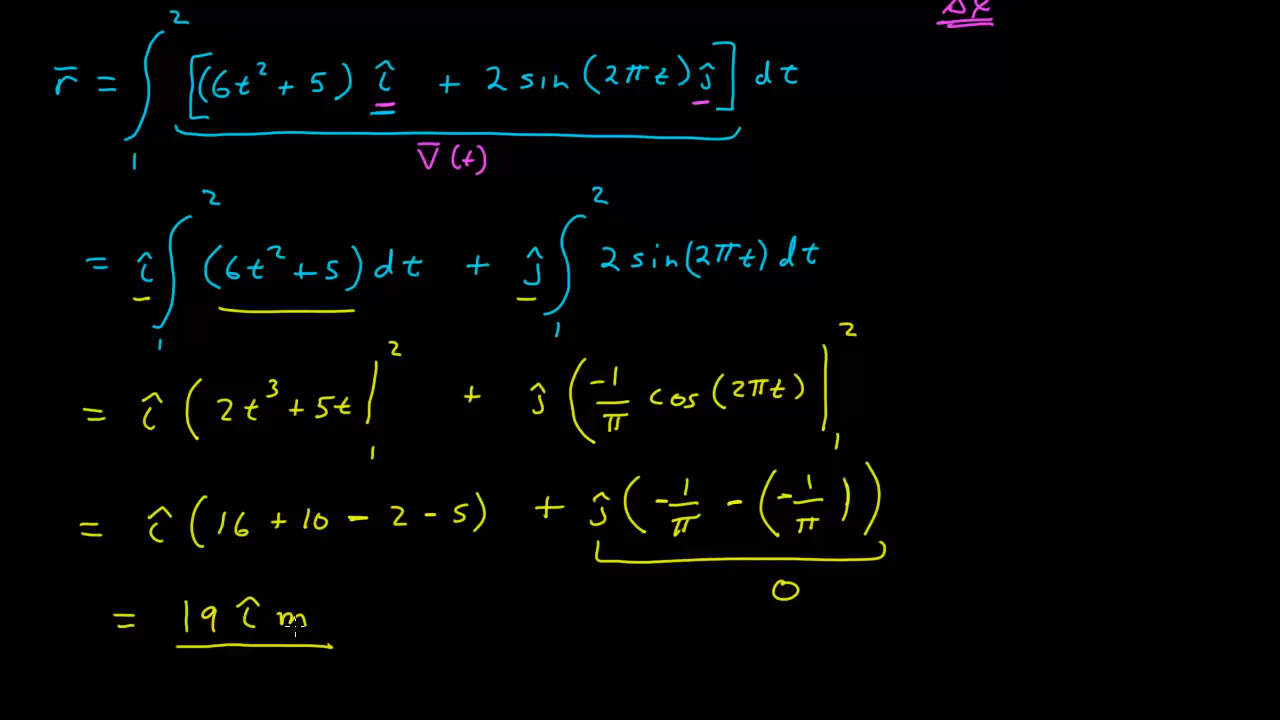 Δx
r̄ = ∫₁² [(6t² + 5) î + 2 sin (2πt) ĵ] dt
v̄ (t)
= î ∫₁² (6t² + 5) dt + ĵ ∫₁² 2 sin(2πt) dt
= î (2t³ + 5t |₁² + ĵ (-1/π cos (2πt) |₁²
= î (16 + 10 - 2 - 5) + ĵ (-1/π - (-1/π))
0
= 19 î m